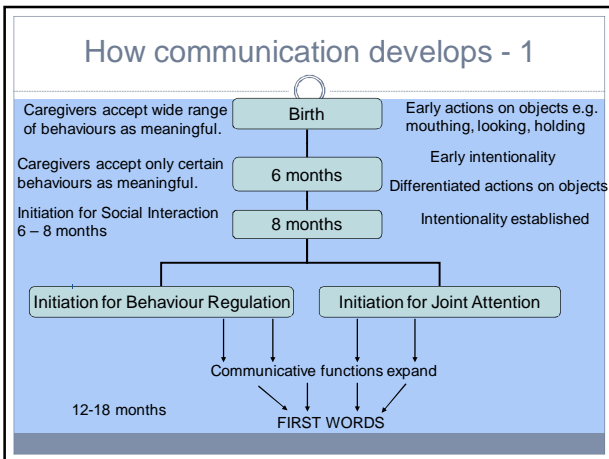 How communication develops - 1
Caregivers accept wide range
of behaviours as meaningful.
Birth
Early actions on objects e.g.
mouthing, looking, holding
Early intentionality
Caregivers accept only certain
behaviours as meaningful.
6 months
Differentiated actions on objects
Initiation for Social Interaction
6 – 8 months
8 months
Intentionality established
Initiation for Behaviour Regulation
Initiation for Joint Attention
Communicative functions expand
12-18 months
FIRST WORDS